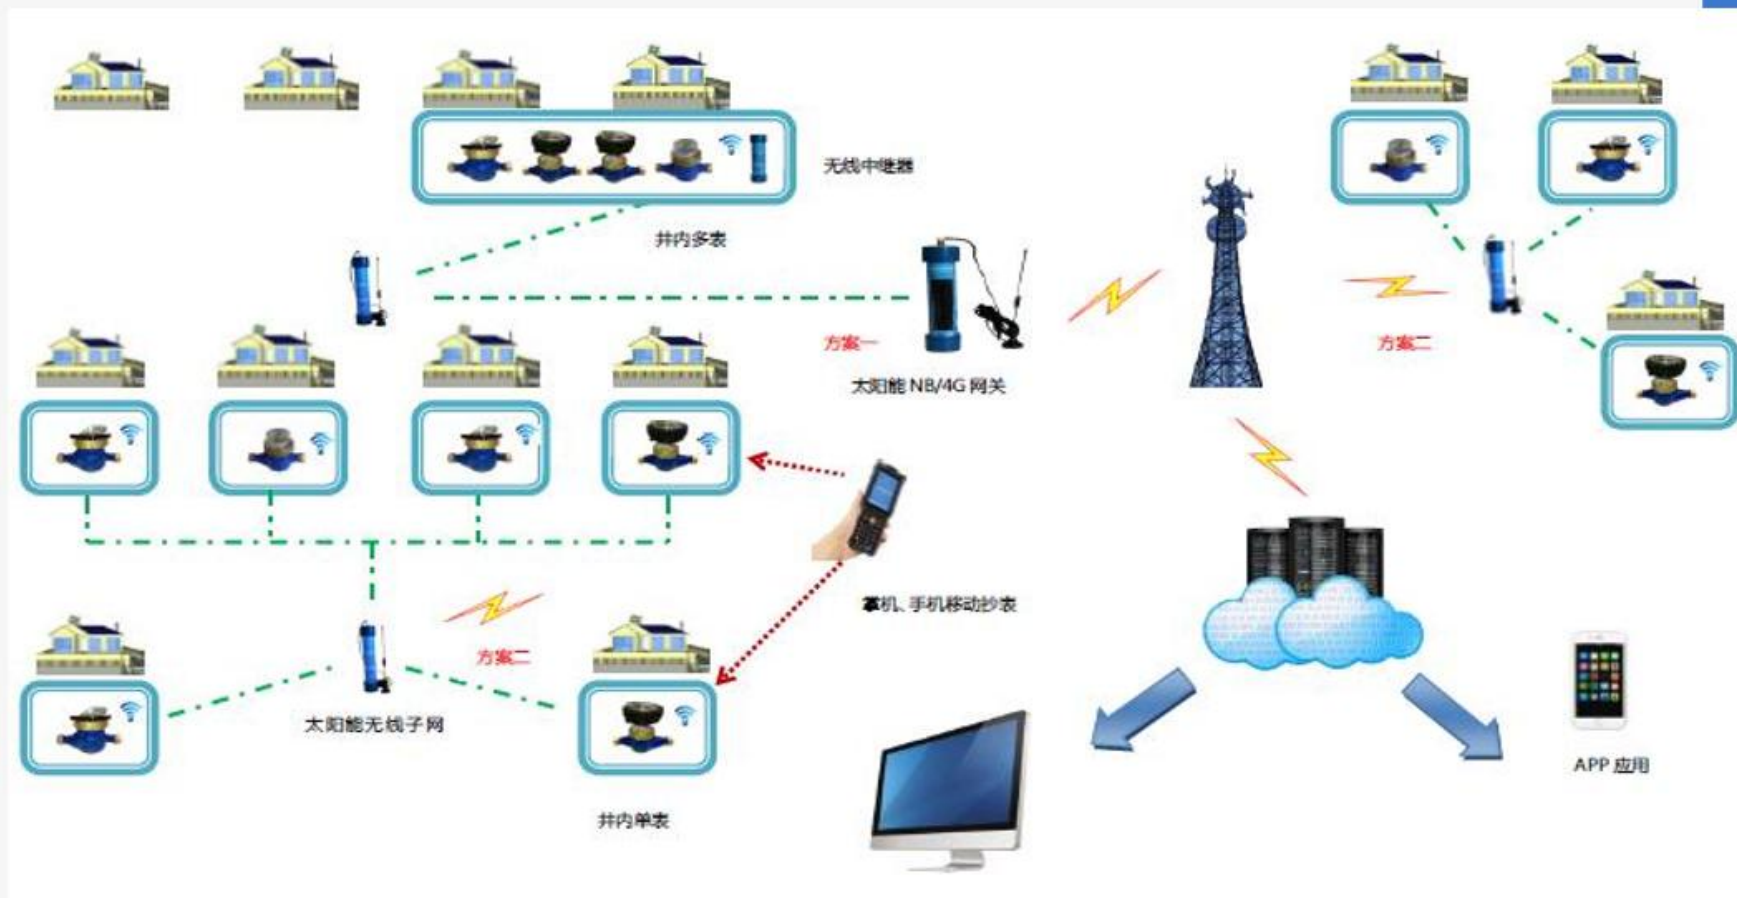 无线中继器
井内多表
方案一
方案二
太阳能 NB/4G 网关
掌机、手机移动抄表
方案二
太阳能无线子网
APP 应用
井内单表